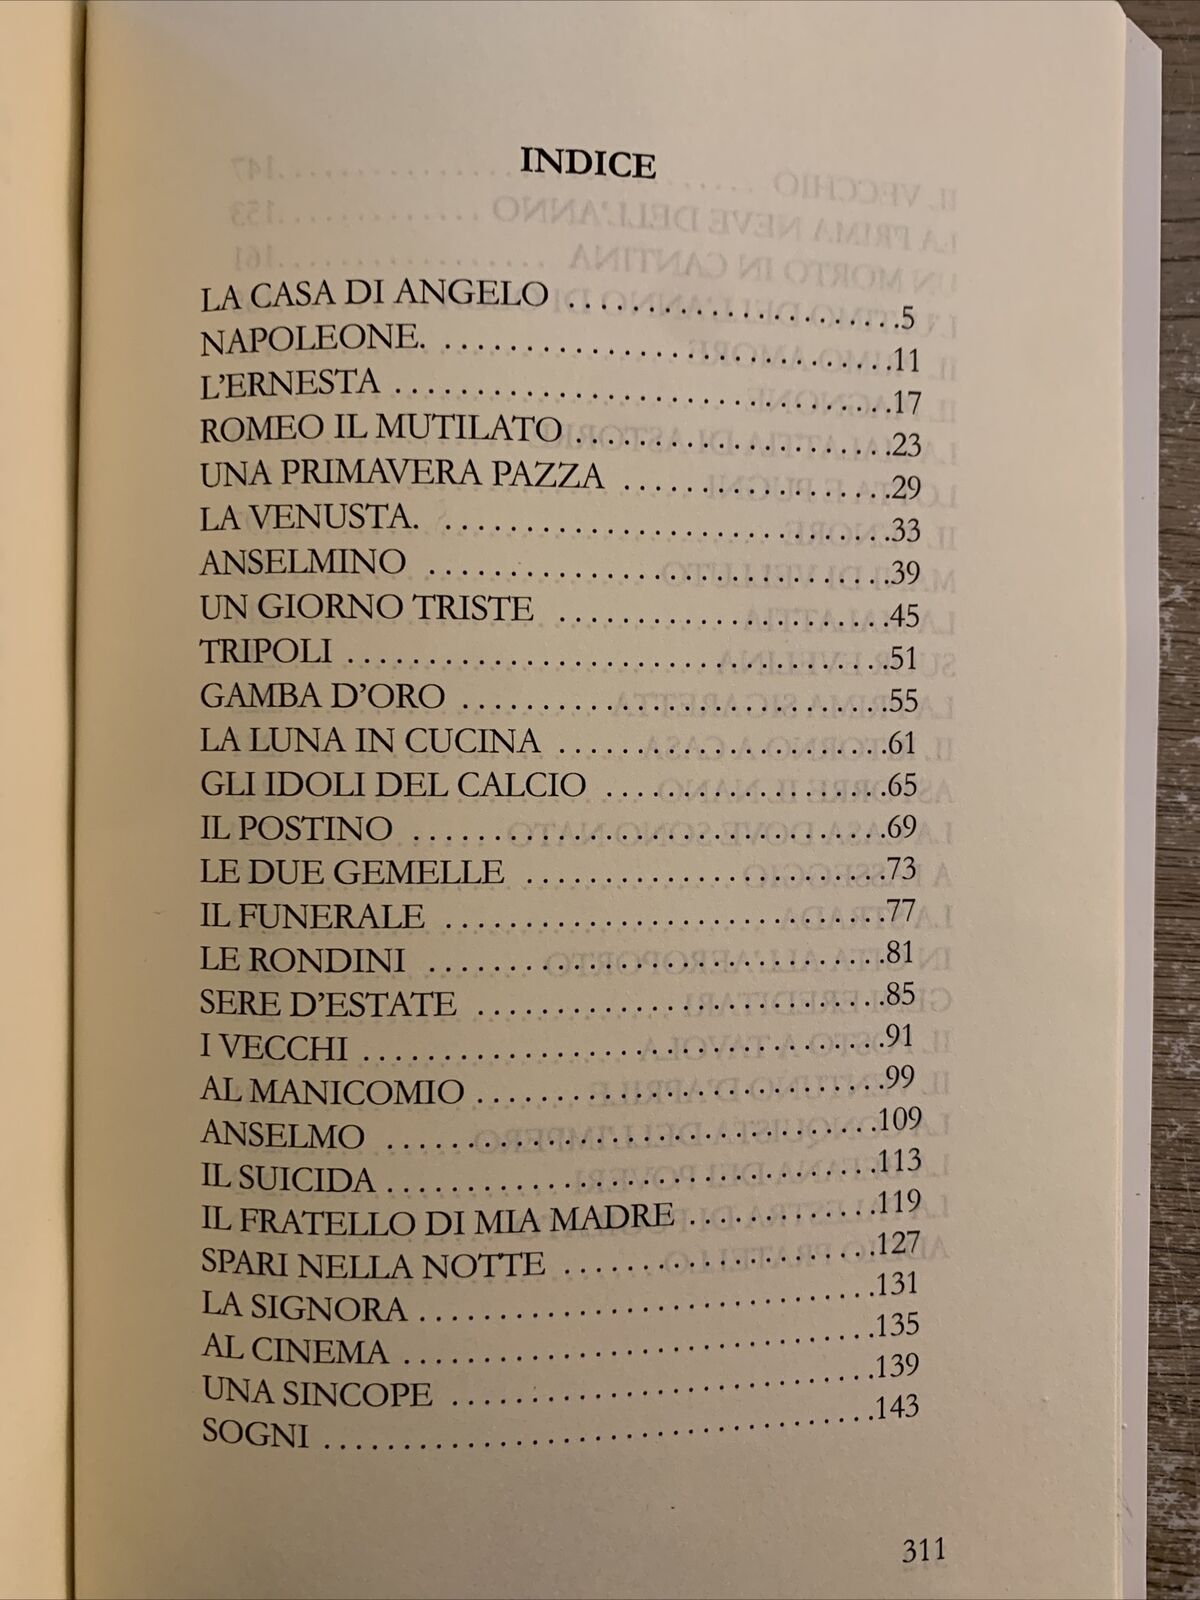 INDICE
LA CASA DI ANGELO ........................5
NAPOLEONE. ..............................11
L'ERNESTA ................................17
ROMEO IL MUTILATO ......................23
UNA PRIMAVERA PAZZA ...................29
LA VENUSTA. .............................33
ANSELMINO ..............................39
UN GIORNO TRISTE ......................45
TRIPOLI ...................................51
GAMBA D'ORO ............................55
LA LUNA IN CUCINA ......................61
GLI IDOLI DEL CALCIO ...................65
IL POSTINO ...............................69
LE DUE GEMELLE ........................73
IL FUNERALE .............................77
LE RONDINI ..............................81
SERE D'ESTATE ...........................85
I VECCHI ..................................91
AL MANICOMIO ...........................99
ANSELMO ................................109
IL SUICIDA ................................113
IL FRATELLO DI MIA MADRE .............119
SPARI NELLA NOTTE .....................127
LA SIGNORA ..............................131
AL CINEMA ...............................135
UNA SINCOPE ............................139
SOGNI ....................................143
311